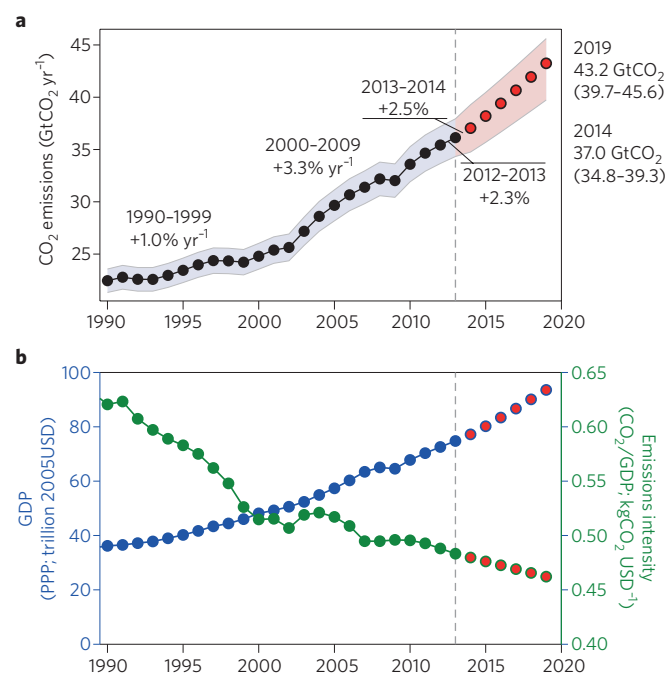 a
CO₂ emissions (GtCO₂ yr⁻¹)
45
40
35
30
25
1990–1999
+1.0% yr⁻¹
2000–2009
+3.3% yr⁻¹
2013–2014
+2.5%
2012–2013
+2.3%
2019
43.2 GtCO₂
(39.7–45.6)
2014
37.0 GtCO₂
(34.8–39.3)
1990 1995 2000 2005 2010 2015 2020
b
GDP
(PPP; trillion 2005USD)
100
80
60
40
20
0
0.65
0.60
0.55
0.50
0.45
0.40
Emissions intensity
(CO₂/GDP; kgCO₂ USD⁻¹)
1990 1995 2000 2005 2010 2015 2020